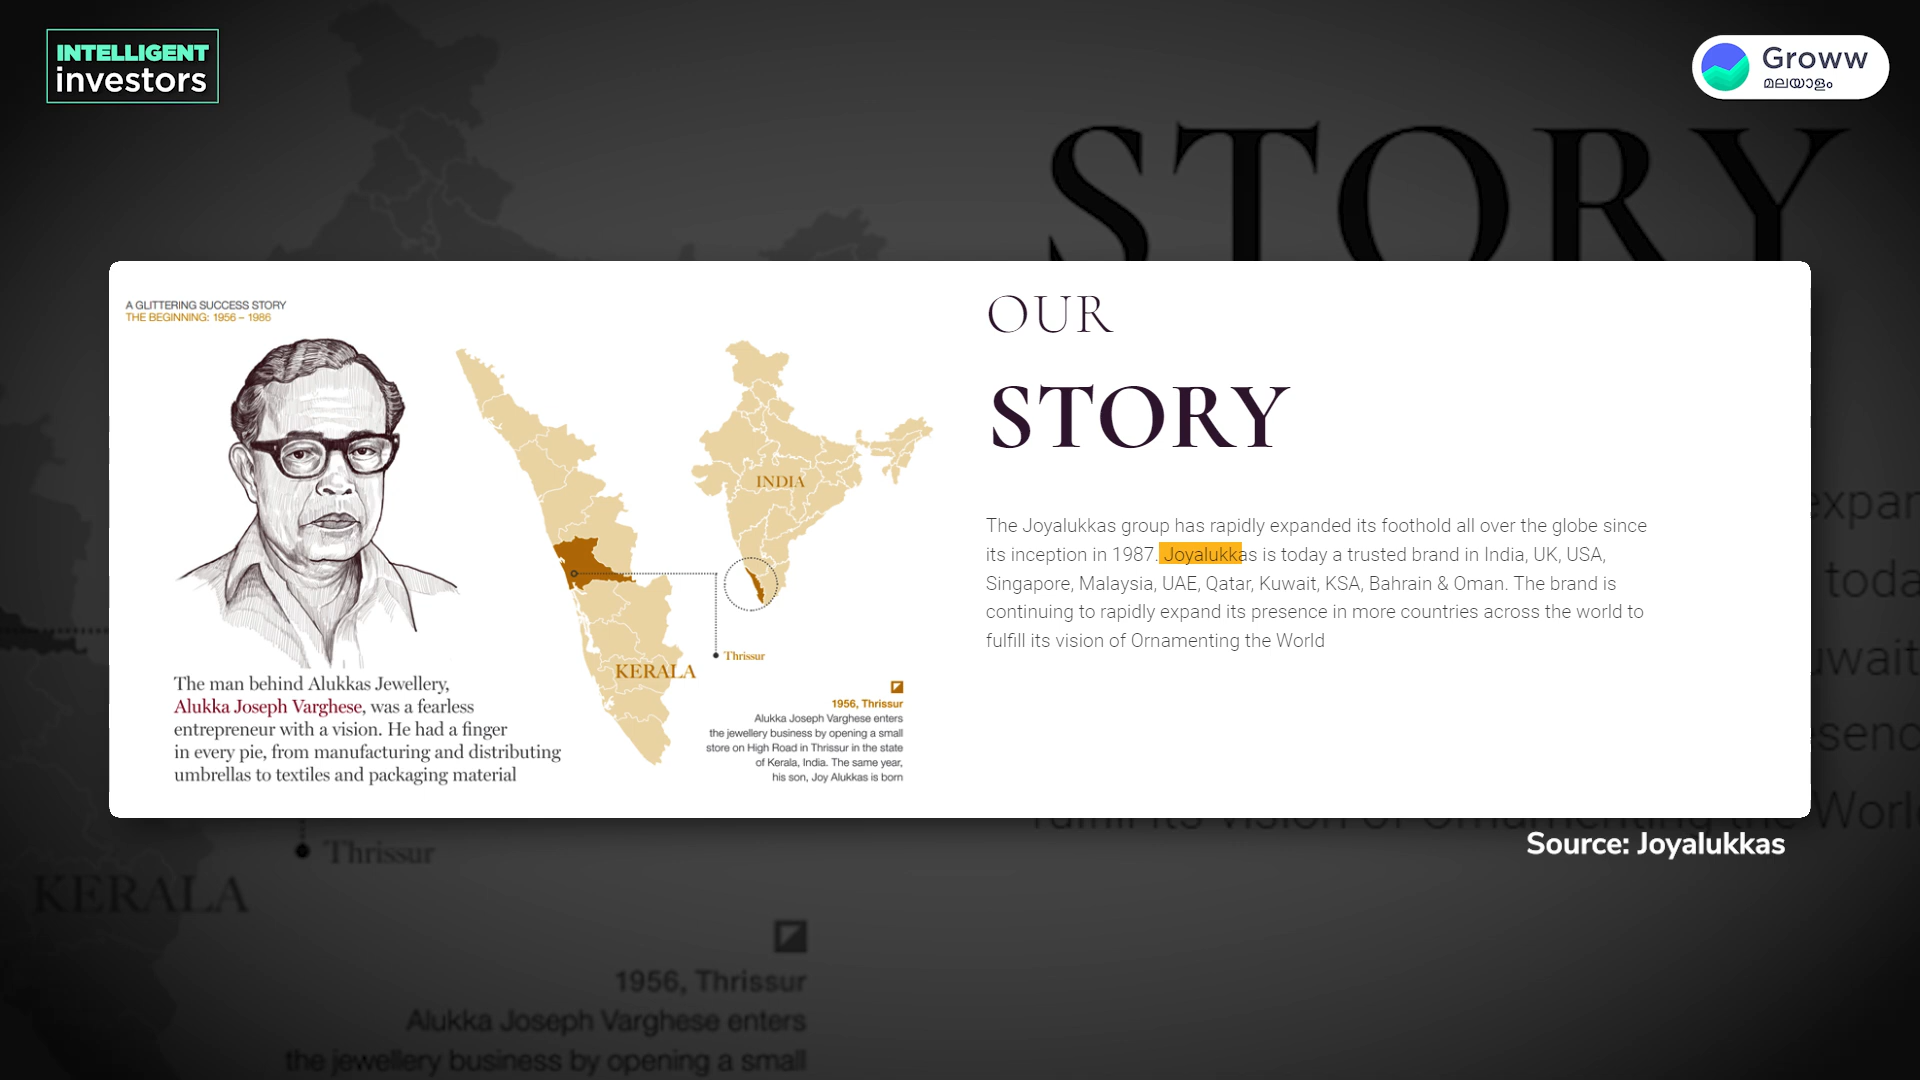 INTELLIGENT
investors
Groww
മലയാളം
STORY
A GLITTERING SUCCESS STORY
THE BEGINNING: 1956 – 1986
INDIA
KERALA
Thrissur
The man behind Alukkas Jewellery,
Alukka Joseph Varghese, was a fearless
entrepreneur with a vision. He had a finger
in every pie, from manufacturing and distributing
umbrellas to textiles and packaging material
1956, Thrissur
Alukka Joseph Varghese enters
the jewellery business by opening a small
store on High Road in Thrissur in the state
of Kerala, India. The same year,
his son, Joy Alukkas is born
OUR
STORY
The Joyalukkas group has rapidly expanded its foothold all over the globe since
its inception in 1987. Joyalukkas is today a trusted brand in India, UK, USA,
Singapore, Malaysia, UAE, Qatar, Kuwait, KSA, Bahrain & Oman. The brand is
continuing to rapidly expand its presence in more countries across the world to
fulfill its vision of Ornamenting the World
Source: Joyalukkas
Thrissur
KERALA
1956, Thrissur
Alukka Joseph Varghese enters
the jewellery business by opening a small